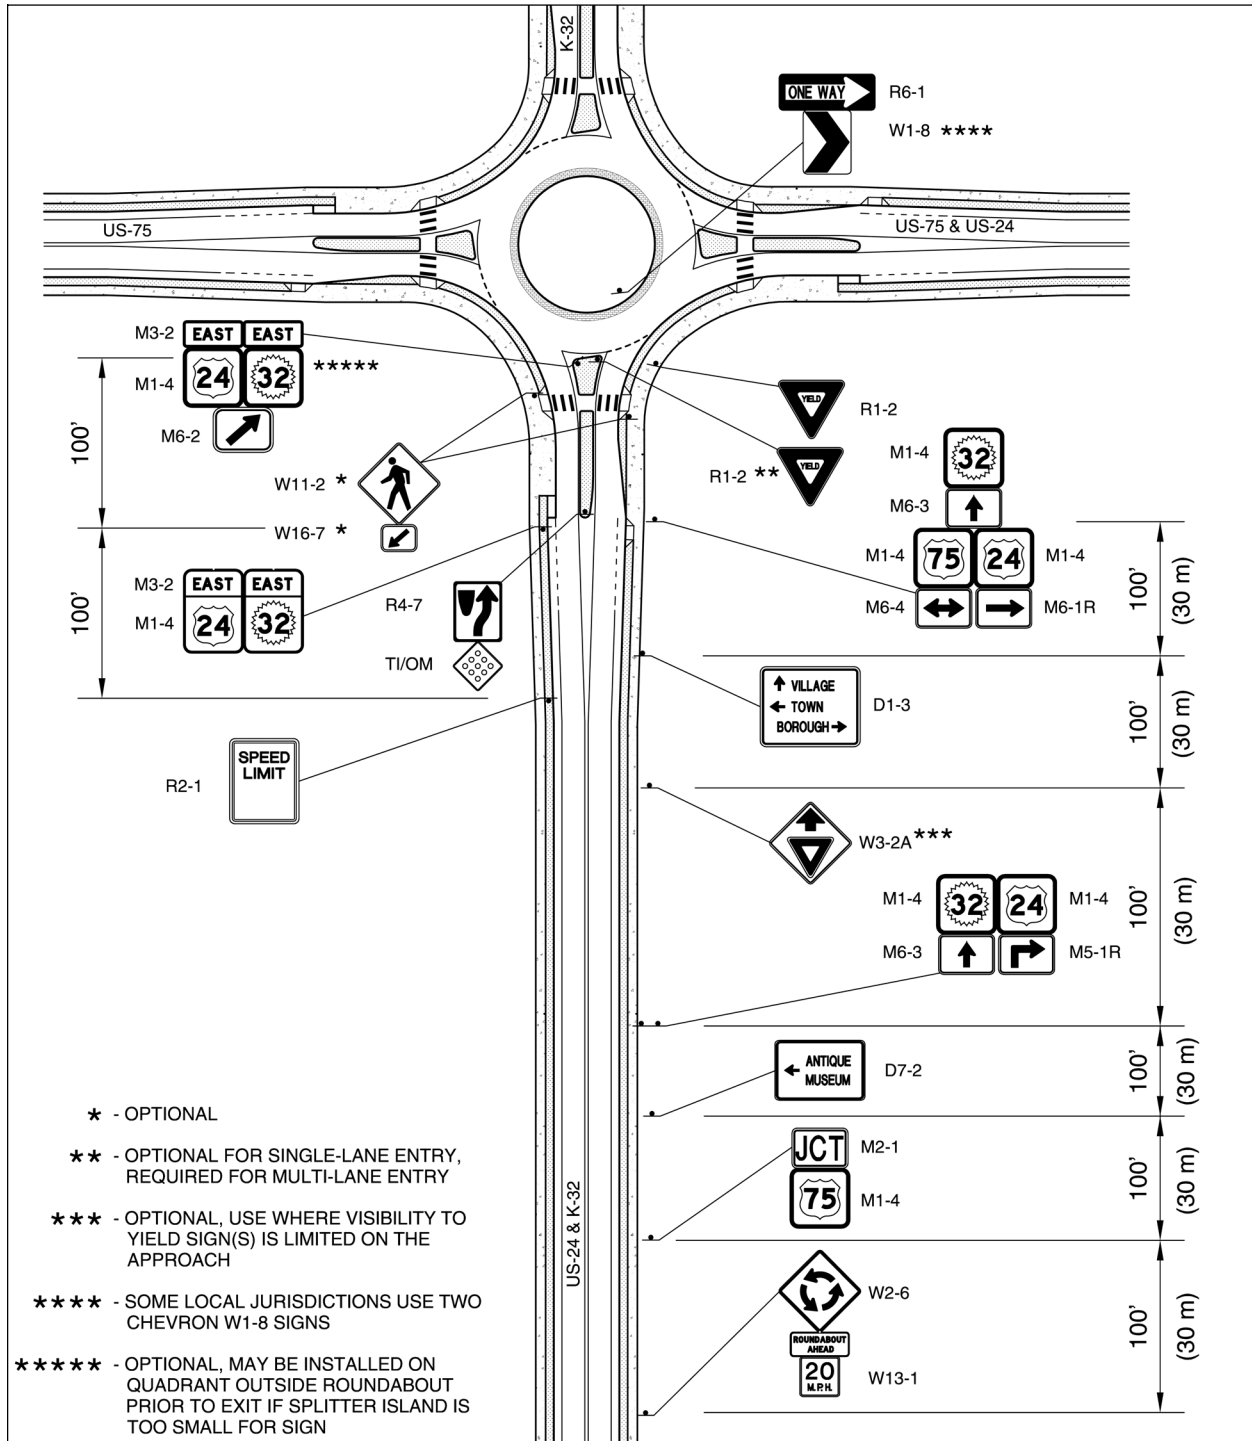 K-32
ONE WAY
R6-1
W1-8 ****
US-75
US-75 & US-24
M3-2
EAST EAST
M1-4
24 32
*****
M6-2
100'
W11-2 *
W16-7 *
YIELD
R1-2
YIELD
R1-2 **
M1-4
32
M6-3
M1-4
75 24
M1-4
M6-4
M6-1R
100'
(30 m)
100'
M3-2
EAST EAST
M1-4
24 32
R4-7
TI/OM
VILLAGE
TOWN
BOROUGH
D1-3
100'
(30 m)
SPEED
LIMIT
R2-1
W3-2A ***
100'
(30 m)
M1-4
32 24
M1-4
M6-3
M5-1R
ANTIQUE
MUSEUM
D7-2
100'
(30 m)
JCT
M2-1
75
M1-4
100'
(30 m)
US-24 & K-32
W2-6
ROUNDABOUT
AHEAD
20
M.P.H.
W13-1
100'
(30 m)
* - OPTIONAL
** - OPTIONAL FOR SINGLE-LANE ENTRY,
REQUIRED FOR MULTI-LANE ENTRY
*** - OPTIONAL, USE WHERE VISIBILITY TO
YIELD SIGN(S) IS LIMITED ON THE
APPROACH
**** - SOME LOCAL JURISDICTIONS USE TWO
CHEVRON W1-8 SIGNS
***** - OPTIONAL, MAY BE INSTALLED ON
QUADRANT OUTSIDE ROUNDABOUT
PRIOR TO EXIT IF SPLITTER ISLAND IS
TOO SMALL FOR SIGN